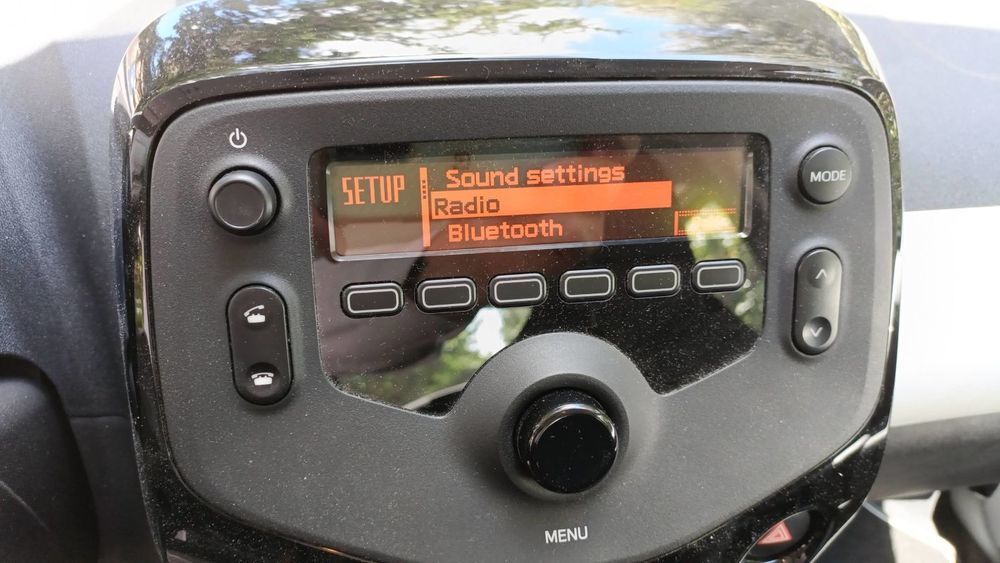 SETUP
Sound settings
Radio
Bluetooth
MODE
MENU